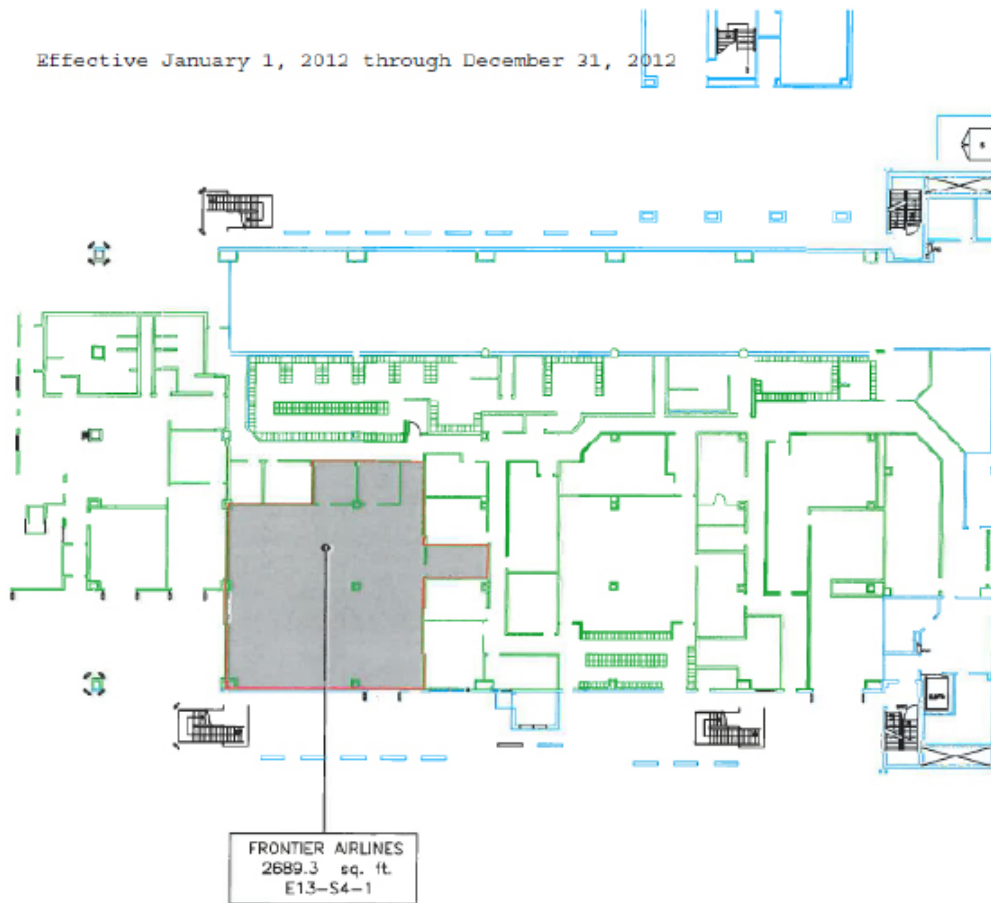 Effective January 1, 2012 through December 31, 2012
FRONTIER AIRLINES
2689.3 sq. ft.
E13-S4-1